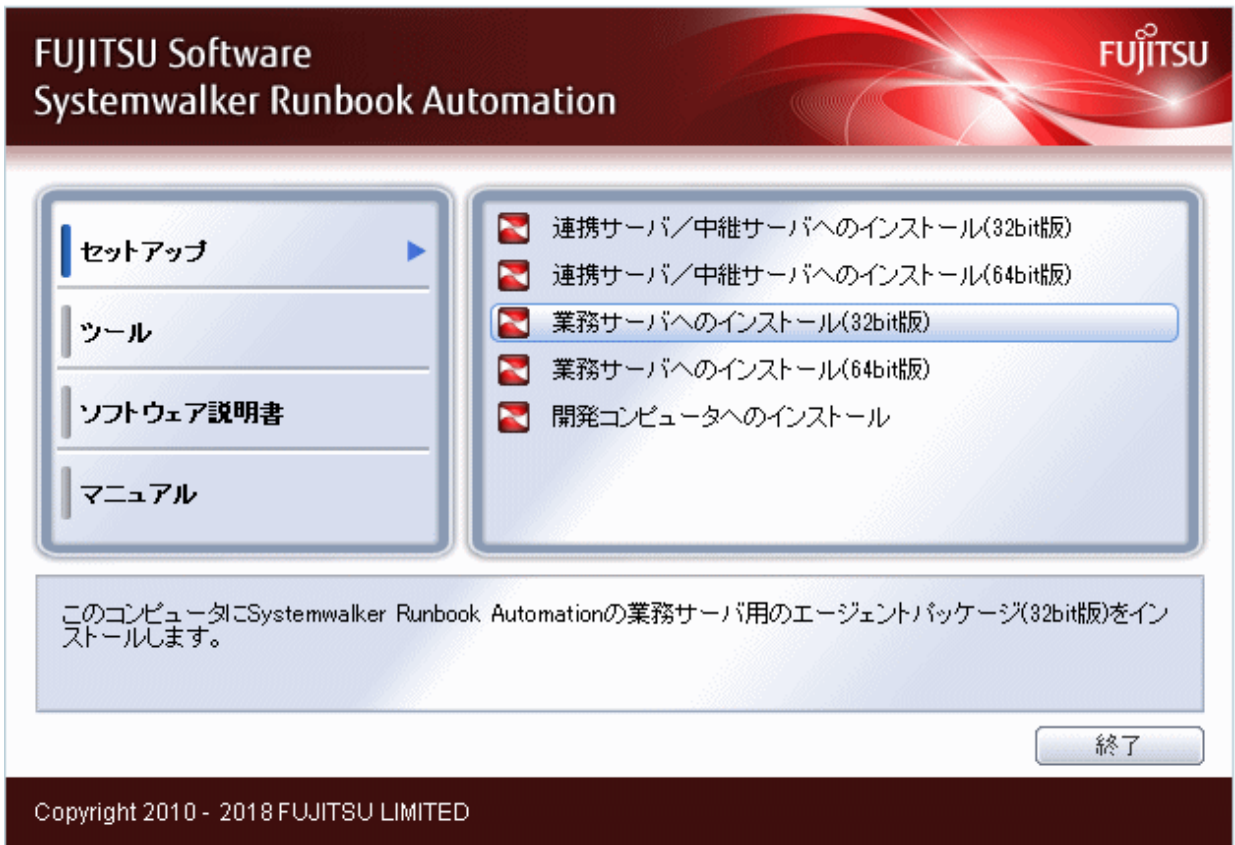 FUJITSU Software
Systemwalker Runbook Automation
FUJITSU
セットアップ
ツール
ソフトウェア説明書
マニュアル
連携サーバ／中継サーバへのインストール(32bit版)
連携サーバ／中継サーバへのインストール(64bit版)
業務サーバへのインストール(32bit版)
業務サーバへのインストール(64bit版)
開発コンピュータへのインストール
このコンピュータにSystemwalker Runbook Automationの業務サーバ用のエージェントパッケージ(32bit版)をイン
ストールします。
終了
Copyright 2010 - 2018 FUJITSU LIMITED